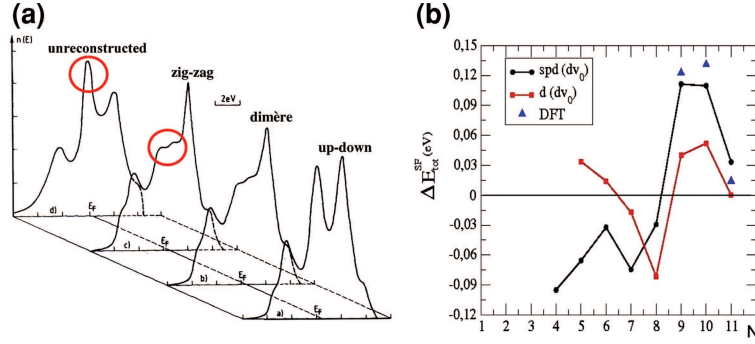 (a)
n(E)
unreconstructed
zig-zag
2eV
dimère
up-down
E_F
d)
E_F
c)
E_F
b)
E_F
a)
(b)
ΔE_tot^SF (eV)
0,15
0,12
0,09
0,06
0,03
0
-0,03
-0,06
-0,09
-0,12
spd (dv₀)
d (dv₀)
DFT
1 2 3 4 5 6 7 8 9 10 11 N